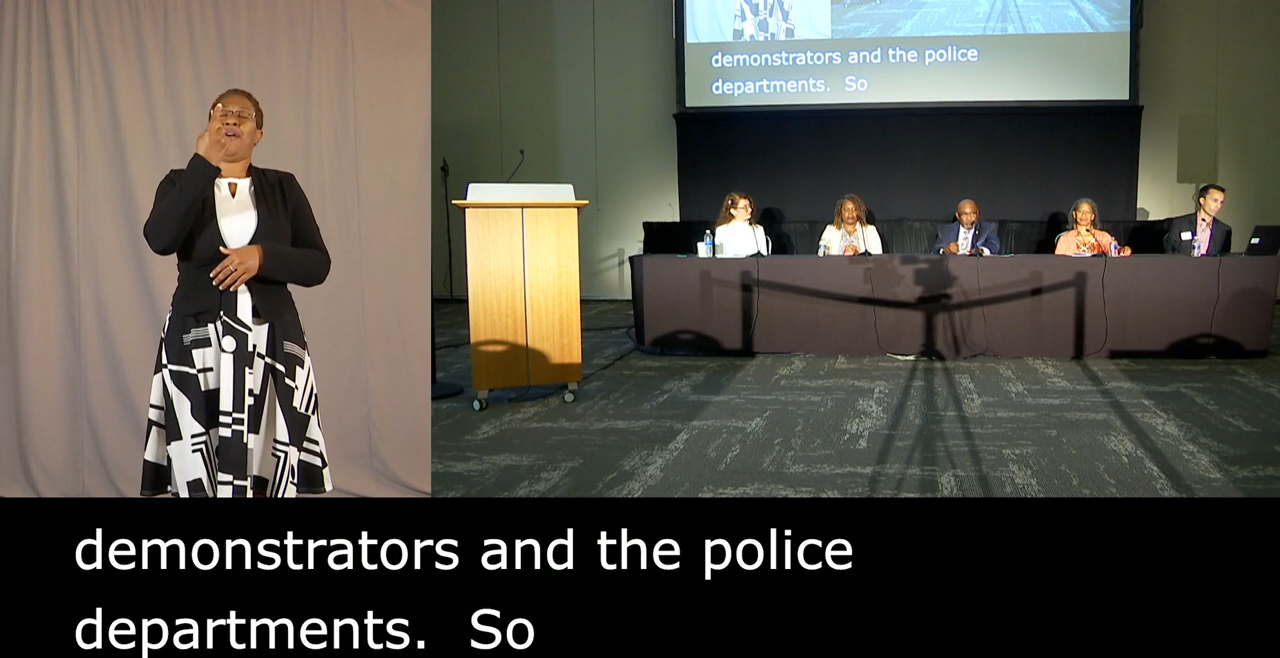 demonstrators and the police
departments.  So
demonstrators and the police
departments.  So